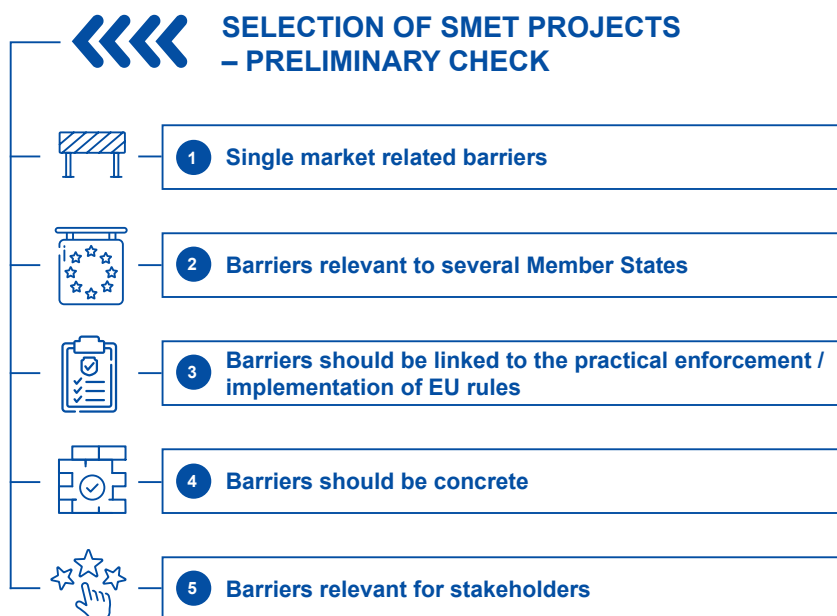 SELECTION OF SMET PROJECTS
– PRELIMINARY CHECK
1 Single market related barriers
2 Barriers relevant to several Member States
3 Barriers should be linked to the practical enforcement /
implementation of EU rules
4 Barriers should be concrete
5 Barriers relevant for stakeholders